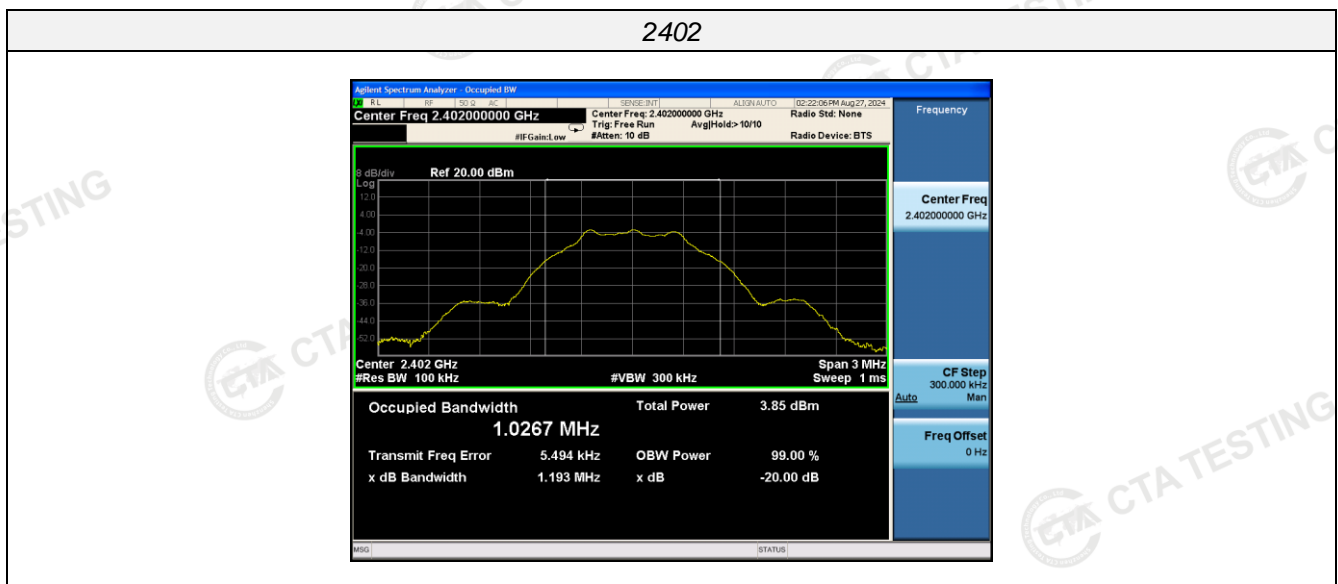 2402
Agilent Spectrum Analyzer - Occupied BW
RL RF 50 Ω AC SENSE:INT ALIGN AUTO 02:22:06 PM Aug 27, 2024
Center Freq 2.402000000 GHz
Center Freq: 2.402000000 GHz
Radio Std: None
Trig: Free Run Avg|Hold:>10/10
#IFGain:Low #Atten: 10 dB Radio Device: BTS
8 dB/div Ref 20.00 dBm
Log
12.0
4.00
-4.00
-12.0
-20.0
-28.0
-36.0
-44.0
-52.0
Center 2.402 GHz Span 3 MHz
#Res BW 100 kHz #VBW 300 kHz Sweep 1 ms
Occupied Bandwidth Total Power 3.85 dBm
1.0267 MHz
Transmit Freq Error 5.494 kHz OBW Power 99.00 %
x dB Bandwidth 1.193 MHz x dB -20.00 dB
MSG STATUS
Frequency
Center Freq
2.402000000 GHz
CF Step
300.000 kHz
Auto Man
Freq Offset
0 Hz
STING
CTA
CTA TESTING